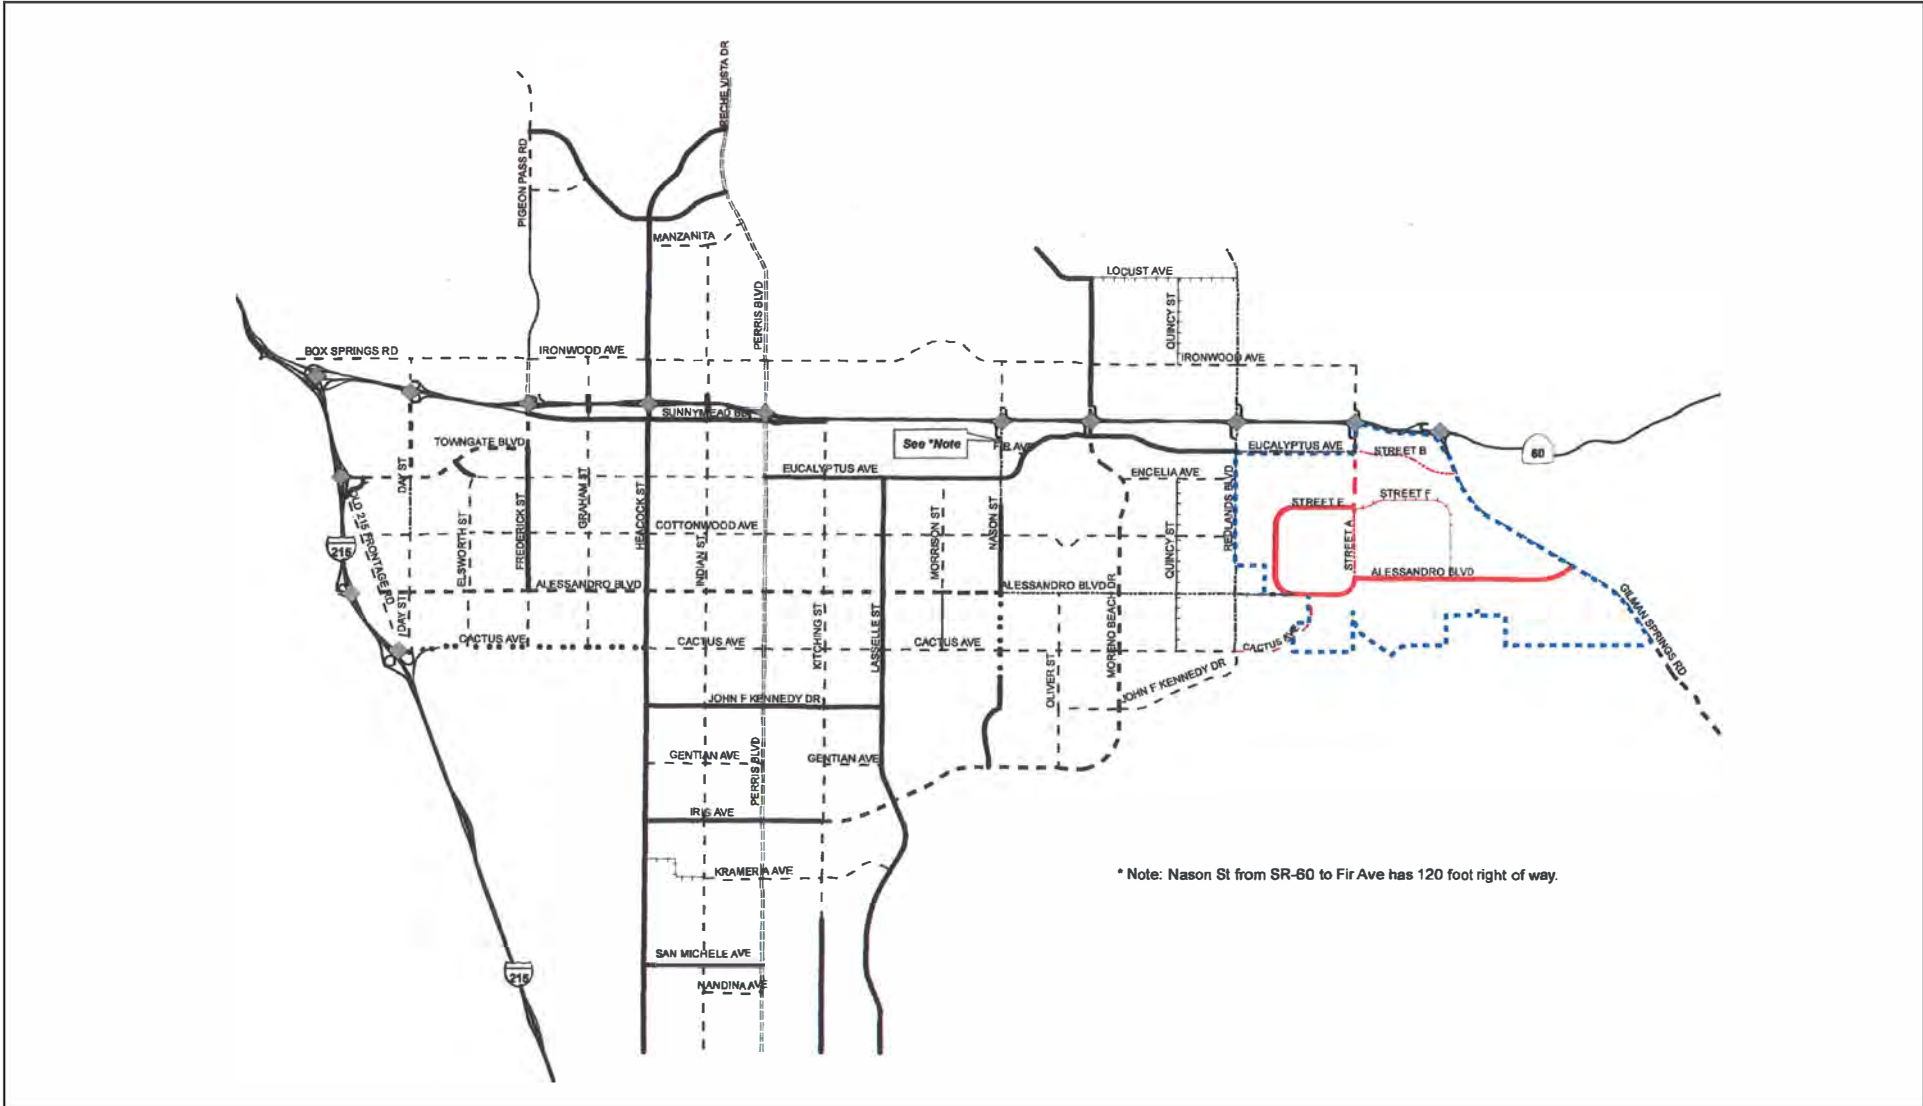 RECHE VISTA DR
PIGEON PASS RD
MANZANITA
LOCUST AVE
QUINCY ST
PERRIS BLVD
BOX SPRINGS RD
IRONWOOD AVE
IRONWOOD AVE
SUNNYMEAD BL
TOWNGATE BLVD
See *Note
FIR AVE
EUCALYPTUS AVE
STREET B
60
DAY ST
EUCALYPTUS AVE
ENCELIA AVE
REDLANDS BLVD
OLD 215 FRONTAGE RD
ELSWORTH ST
FREDERICK ST
GRAHAM ST
HEACOCK ST
COTTONWOOD AVE
INDIAN ST
MORRISON ST
NASON ST
QUINCY ST
STREET E
STREET F
STREET A
215
ALESSANDRO BLVD
ALESSANDRO BLVD
ALESSANDRO BLVD
DAY ST
CACTUS AVE
CACTUS AVE
KITCHING ST
LASSELLE ST
CACTUS AVE
OLIVER ST
MORENO BEACH DR
CACTUS AVE
GILMAN SPRINGS RD
JOHN F KENNEDY DR
JOHN F KENNEDY DR
GENTIAN AVE
PERRIS BLVD
GENTIAN AVE
IRIS AVE
KRAMERIA AVE
* Note: Nason St from SR-60 to Fir Ave has 120 foot right of way.
SAN MICHELE AVE
215
NANDINA AVE